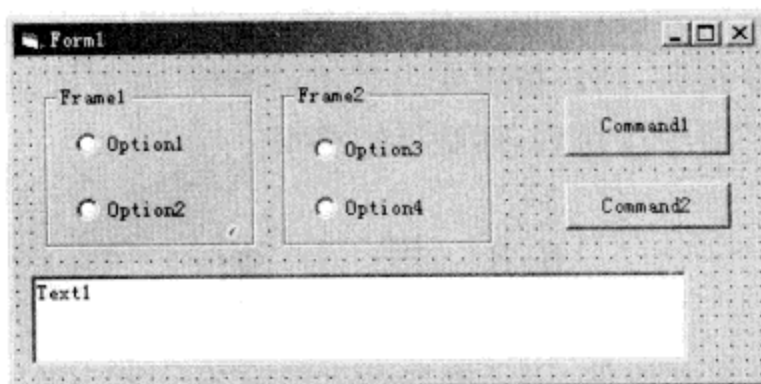 Form1
Frame1
Frame2
Option1
Option2
Option3
Option4
Command1
Command2
Text1